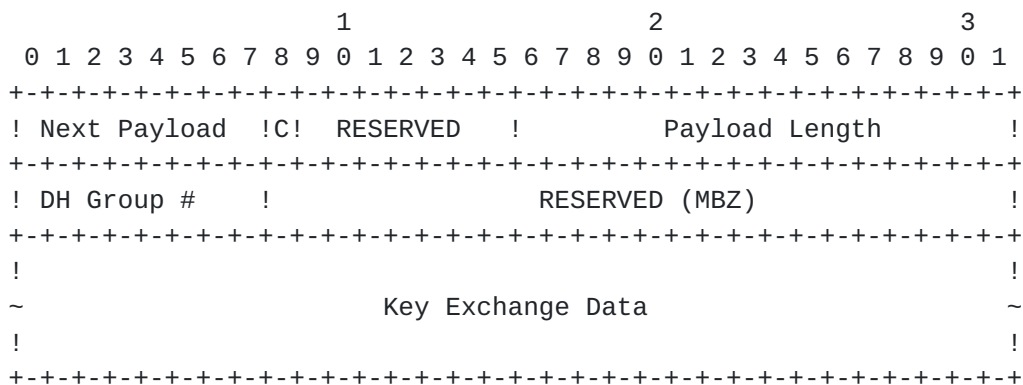 1                   2                   3
 0 1 2 3 4 5 6 7 8 9 0 1 2 3 4 5 6 7 8 9 0 1 2 3 4 5 6 7 8 9 0 1
+-+-+-+-+-+-+-+-+-+-+-+-+-+-+-+-+-+-+-+-+-+-+-+-+-+-+-+-+-+-+-+-+
! Next Payload  !C!  RESERVED   !         Payload Length        !
+-+-+-+-+-+-+-+-+-+-+-+-+-+-+-+-+-+-+-+-+-+-+-+-+-+-+-+-+-+-+-+-+
! DH Group #    !                 RESERVED (MBZ)                !
+-+-+-+-+-+-+-+-+-+-+-+-+-+-+-+-+-+-+-+-+-+-+-+-+-+-+-+-+-+-+-+-+
!                                                               !
~                       Key Exchange Data                       ~
!                                                               !
+-+-+-+-+-+-+-+-+-+-+-+-+-+-+-+-+-+-+-+-+-+-+-+-+-+-+-+-+-+-+-+-+